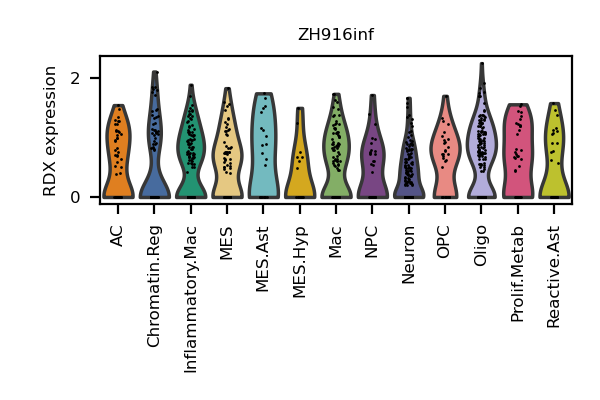 ZH916inf
RDX expression
2
0
AC
Chromatin.Reg
Inflammatory.Mac
MES
MES.Ast
MES.Hyp
Mac
NPC
Neuron
OPC
Oligo
Prolif.Metab
Reactive.Ast